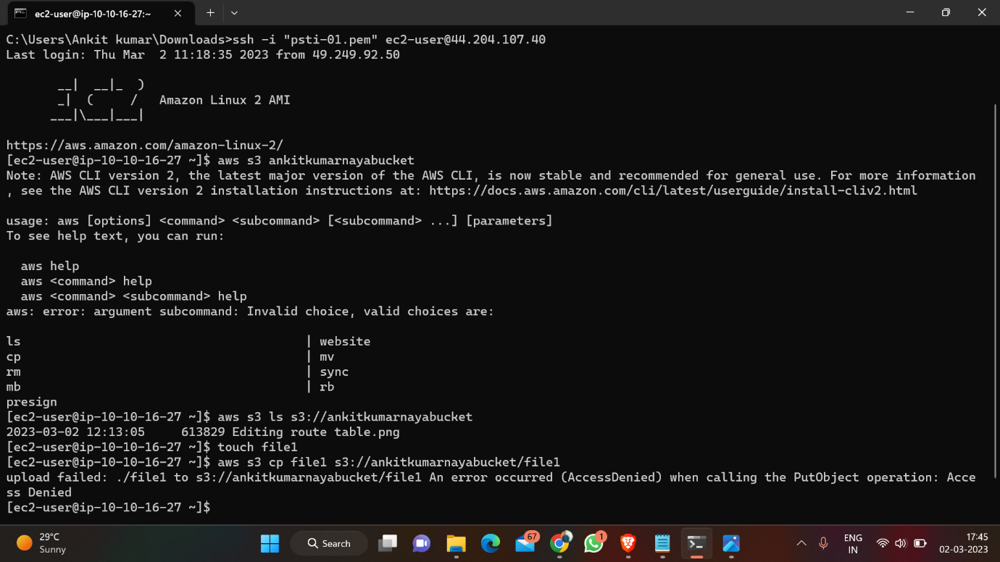 ec2-user@ip-10-10-16-27:~
C:\Users\Ankit kumar\Downloads>ssh -i "psti-01.pem" ec2-user@44.204.107.40
Last login: Thu Mar  2 11:18:35 2023 from 49.249.92.50
       __|  __|_  )
       _|  (     /   Amazon Linux 2 AMI
      ___|\___|___|
https://aws.amazon.com/amazon-linux-2/
[ec2-user@ip-10-10-16-27 ~]$ aws s3 ankitkumarnayabucket
Note: AWS CLI version 2, the latest major version of the AWS CLI, is now stable and recommended for general use. For more information
, see the AWS CLI version 2 installation instructions at: https://docs.aws.amazon.com/cli/latest/userguide/install-cliv2.html
usage: aws [options] <command> <subcommand> [<subcommand> ...] [parameters]
To see help text, you can run:
  aws help
  aws <command> help
  aws <command> <subcommand> help
aws: error: argument subcommand: Invalid choice, valid choices are:
ls                                       | website
cp                                       | mv
rm                                       | sync
mb                                       | rb
presign
[ec2-user@ip-10-10-16-27 ~]$ aws s3 ls s3://ankitkumarnayabucket
2023-03-02 12:13:05     613829 Editing route table.png
[ec2-user@ip-10-10-16-27 ~]$ touch file1
[ec2-user@ip-10-10-16-27 ~]$ aws s3 cp file1 s3://ankitkumarnayabucket/file1
upload failed: ./file1 to s3://ankitkumarnayabucket/file1 An error occurred (AccessDenied) when calling the PutObject operation: Acce
ss Denied
[ec2-user@ip-10-10-16-27 ~]$
29°C
Sunny
Search
67
1
ENG
IN
17:45
02-03-2023